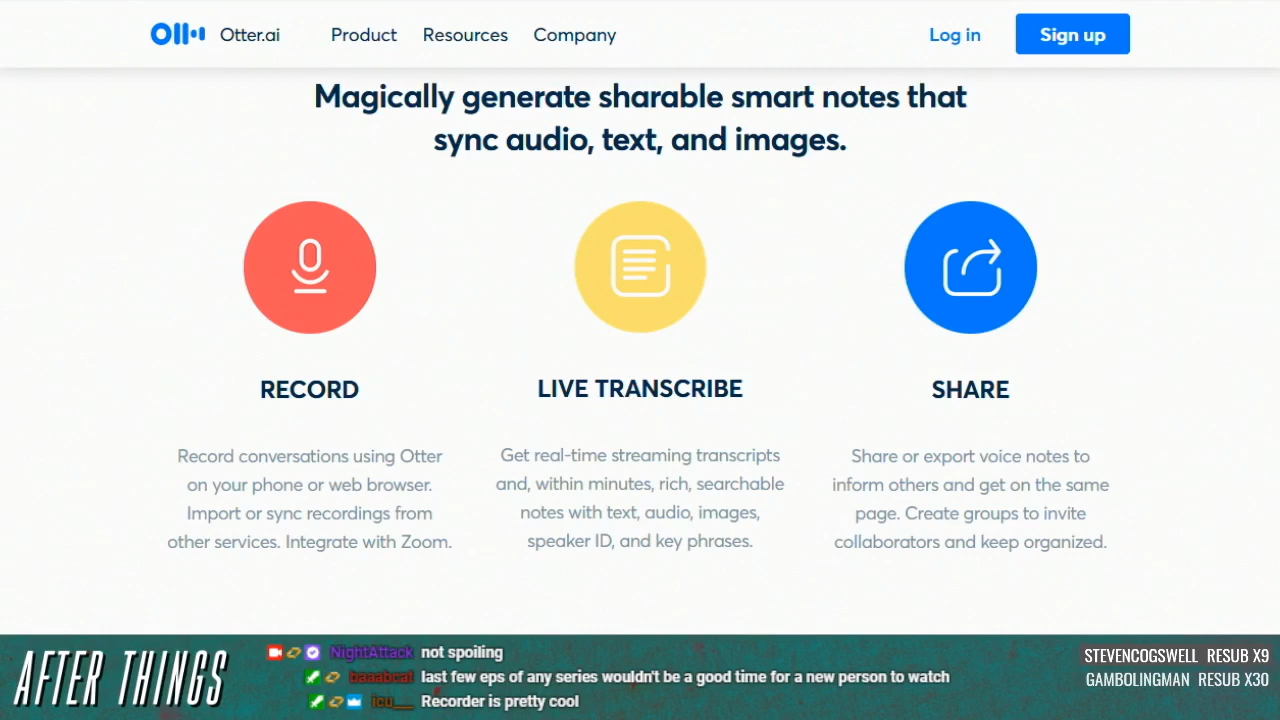 Otter.ai Product Resources Company Log in Sign up
Magically generate sharable smart notes that
sync audio, text, and images.
RECORD
Record conversations using Otter
on your phone or web browser.
Import or sync recordings from
other services. Integrate with Zoom.
LIVE TRANSCRIBE
Get real-time streaming transcripts
and, within minutes, rich, searchable
notes with text, audio, images,
speaker ID, and key phrases.
SHARE
Share or export voice notes to
inform others and get on the same
page. Create groups to invite
collaborators and keep organized.
AFTER THINGS
NightAttack not spoiling
baaabcat last few eps of any series wouldn't be a good time for a new person to watch
icu__ Recorder is pretty cool
STEVENCOGSWELL RESUB X9
GAMBOLINGMAN RESUB X30